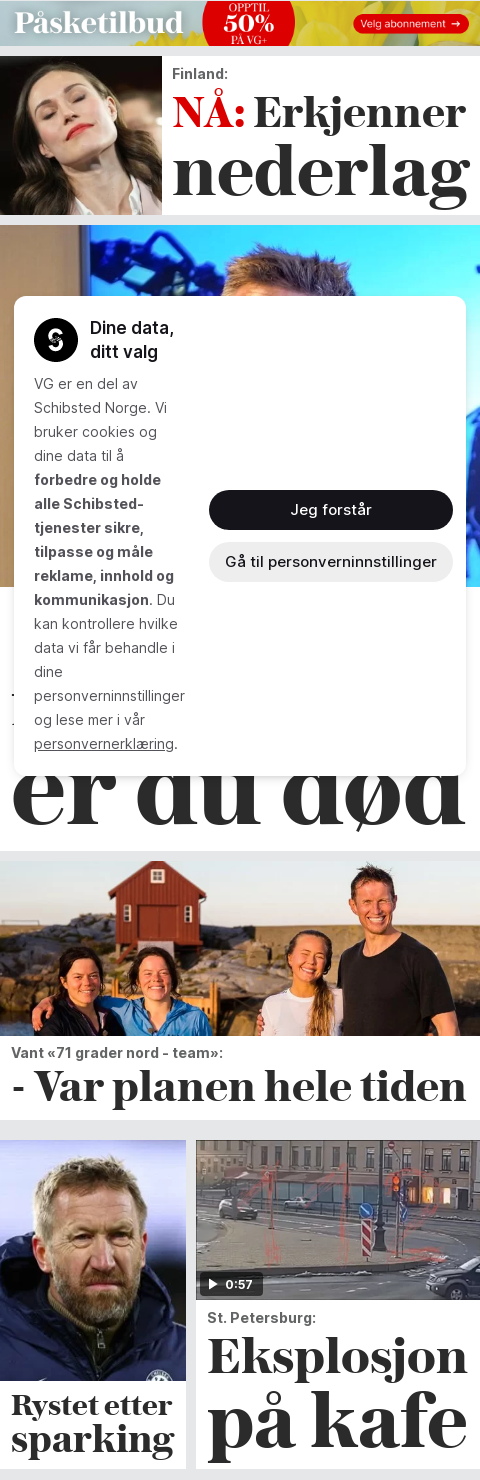 Påsketilbud
OPPTIL
50%
PÅ VG+
Velg abonnement →
Finland:
NÅ: Erkjenner
nederlag
Dine data,
ditt valg
VG er en del av
Schibsted Norge. Vi
bruker cookies og
dine data til å
forbedre og holde
alle Schibsted-
tjenester sikre,
tilpasse og måle
reklame, innhold og
kommunikasjon. Du
kan kontrollere hvilke
data vi får behandle i
dine
personverninnstillinger
og lese mer i vår
personvernerklæring.
Jeg forstår
Gå til personverninnstillinger
er du død
Vant «71 grader nord - team»:
- Var planen hele tiden
0:57
Rystet etter
sparking
St. Petersburg:
Eksplosjon
på kafe